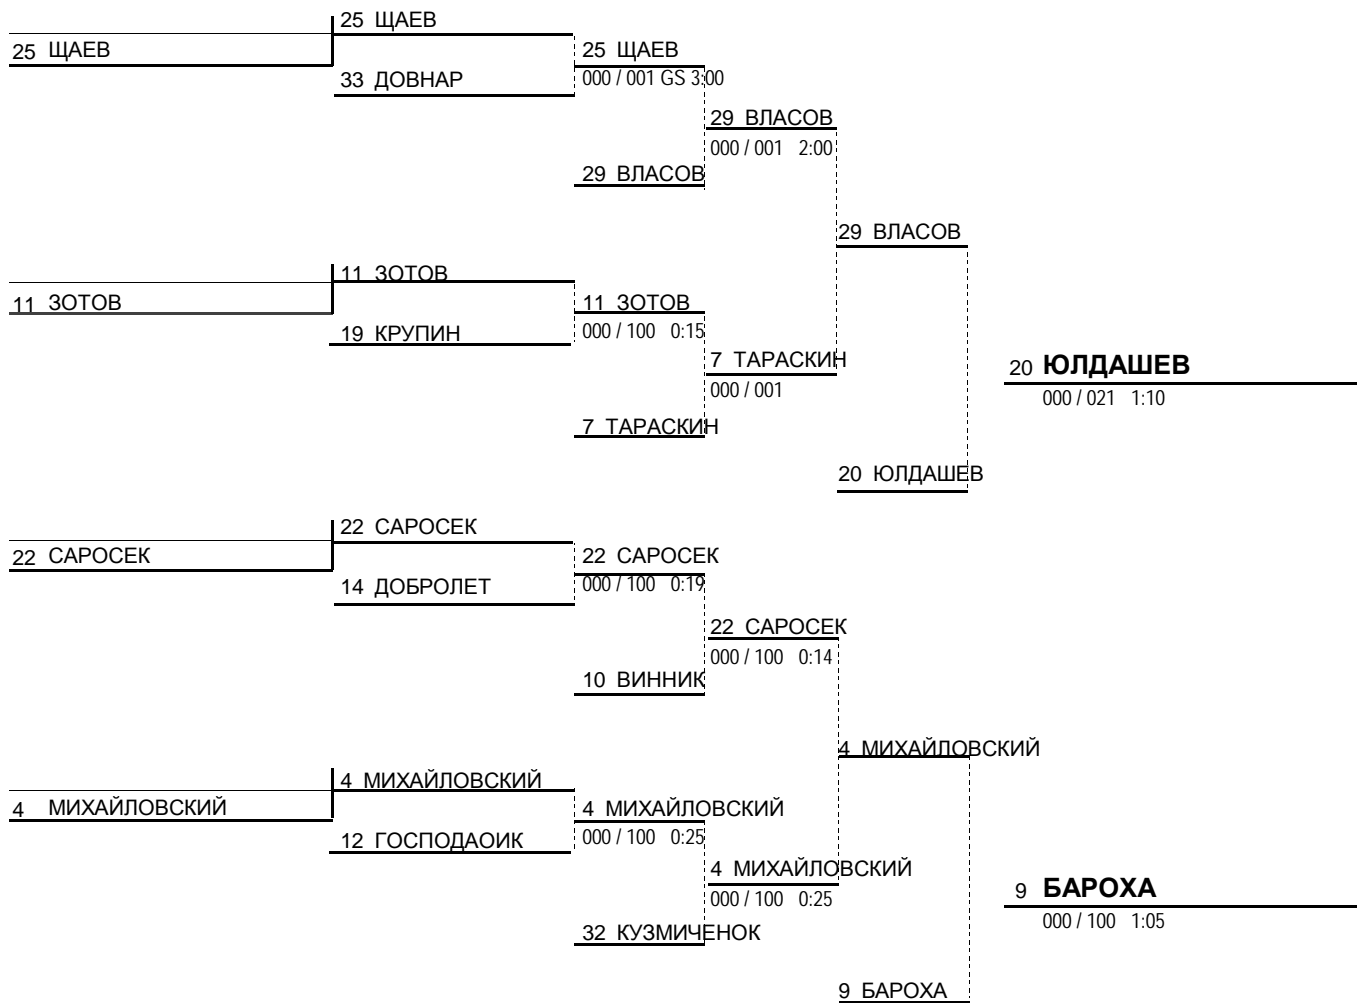 25 ЩАЕВ
25 ЩАЕВ
25 ЩАЕВ
33 ДОВНАР
000 / 001 GS 3:00
29 ВЛАСОВ
000 / 001 2:00
29 ВЛАСОВ
29 ВЛАСОВ
11 ЗОТОВ
11 ЗОТОВ
11 ЗОТОВ
19 КРУПИН
000 / 100 0:15
7 ТАРАСКИН
20 ЮЛДАШЕВ
000 / 001
000 / 021 1:10
7 ТАРАСКИН
20 ЮЛДАШЕВ
22 САРОСЕК
22 САРОСЕК
22 САРОСЕК
14 ДОБРОЛЕТ
000 / 100 0:19
22 САРОСЕК
000 / 100 0:14
10 ВИННИК
4 МИХАЙЛОВСКИЙ
4 МИХАЙЛОВСКИЙ
4 МИХАЙЛОВСКИЙ
4 МИХАЙЛОВСКИЙ
12 ГОСПОДАОИК
000 / 100 0:25
4 МИХАЙЛОВСКИЙ
9 БАРОХА
000 / 100 0:25
000 / 100 1:05
32 КУЗМИЧЕНОК
9 БАРОХА